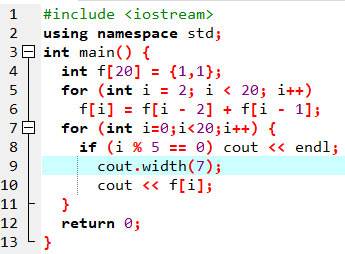 1 #include <iostream>
2 using namespace std;
3 int main() {
4 int f[20] = {1,1};
5 for (int i = 2; i < 20; i++)
6 f[i] = f[i - 2] + f[i - 1];
7 for (int i=0;i<20;i++) {
8 if (i % 5 == 0) cout << endl;
9 cout.width(7);
10 cout << f[i];
11 }
12 return 0;
13 }